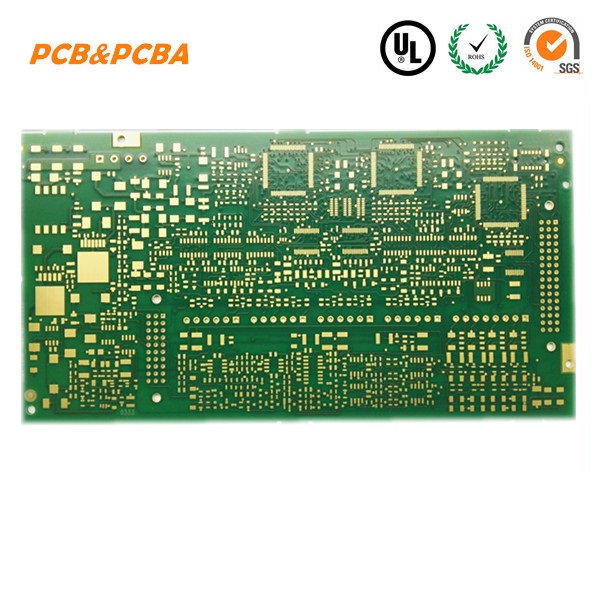 PCB&PCBA
UL
ROHS
SYSTEM CERTIFICATION
ISO 14001
SGS